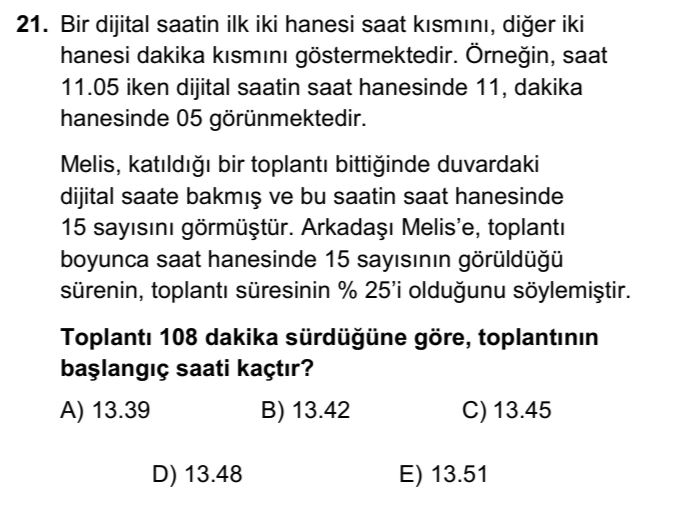 21. Bir dijital saatin ilk iki hanesi saat kısmını, diğer iki
hanesi dakika kısmını göstermektedir. Örneğin, saat
11.05 iken dijital saatin saat hanesinde 11, dakika
hanesinde 05 görünmektedir.
Melis, katıldığı bir toplantı bittiğinde duvardaki
dijital saate bakmış ve bu saatin saat hanesinde
15 sayısını görmüştür. Arkadaşı Melis’e, toplantı
boyunca saat hanesinde 15 sayısının görüldüğü
sürenin, toplantı süresinin % 25’i olduğunu söylemiştir.
Toplantı 108 dakika sürdüğüne göre, toplantının
başlangıç saati kaçtır?
A) 13.39 B) 13.42 C) 13.45
D) 13.48 E) 13.51